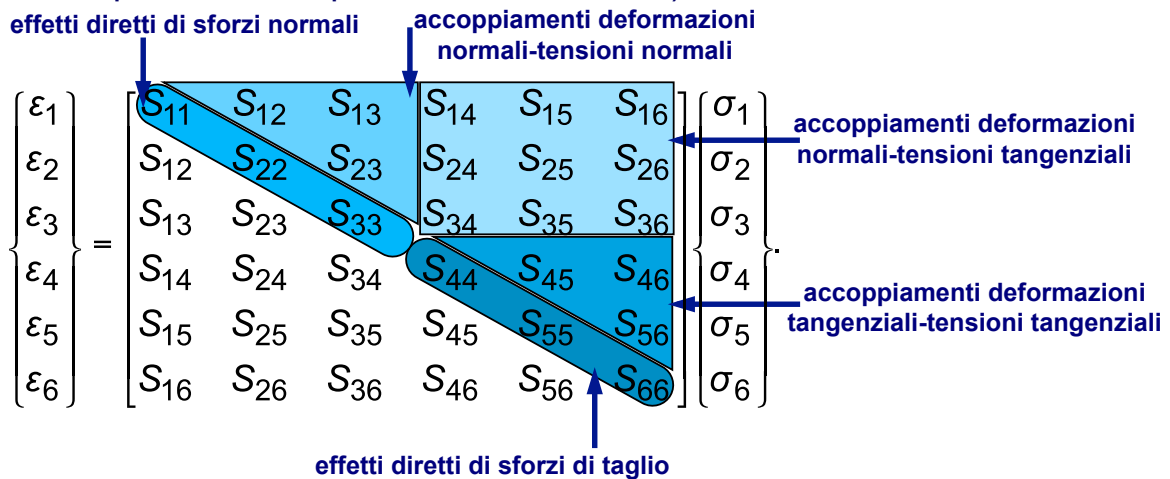 effetti diretti di sforzi normali
accoppiamenti deformazioni
normali-tensioni normali
ε1 S11 S12 S13 S14 S15 S16 σ1
accoppiamenti deformazioni
normali-tensioni tangenziali
ε2 S12 S22 S23 S24 S25 S26 σ2
ε3 = S13 S23 S33 S34 S35 S36 σ3 .
ε4 S14 S24 S34 S44 S45 S46 σ4
accoppiamenti deformazioni
tangenziali-tensioni tangenziali
ε5 S15 S25 S35 S45 S55 S56 σ5
ε6 S16 S26 S36 S46 S56 S66 σ6
effetti diretti di sforzi di taglio